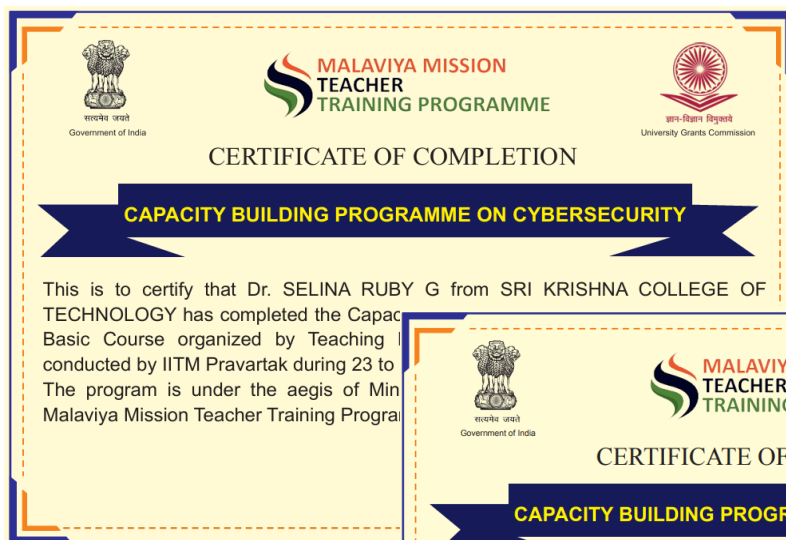 सत्यमेव जयते
Government of India
MALAVIYA MISSION
TEACHER
TRAINING PROGRAMME
ज्ञान-विज्ञान विमुक्तये
University Grants Commission
CERTIFICATE OF COMPLETION
CAPACITY BUILDING PROGRAMME ON CYBERSECURITY
This is to certify that Dr. SELINA RUBY G from SRI KRISHNA COLLEGE OF
TECHNOLOGY has completed the Capac
Basic Course organized by Teaching
conducted by IITM Pravartak during 23 to
The program is under the aegis of Min
Malaviya Mission Teacher Training Progra
सत्यमेव जयते
Government of India
MALAVIY
TEACHER
TRAINING
CERTIFICATE OF
CAPACITY BUILDING PROGR